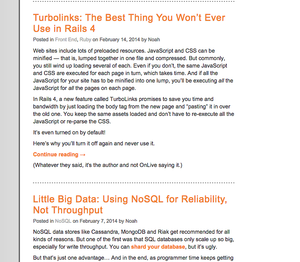 Turbolinks: The Best Thing You Won't Ever
Use in Rails 4
Posted in Front End, Ruby on February 14, 2014 by Noah
Web sites include lots of preloaded resources. JavaScript and CSS can be
minified — that is, lumped together in one file and compressed. But commonly,
you still wind up loading several of each. Even if you don't, the same JavaScript
and CSS are executed for each page in turn, which takes time. And if all the
JavaScript for your site has to be minified into one lump, you'll be executing all the
JavaScript for all the pages on each page.
In Rails 4, a new feature called TurboLinks promises to save you time and
bandwidth by just loading the body tag from the new page and "pasting" it in over
the old one. You keep the same assets loaded and don't have to re-execute all the
JavaScript or re-parse the CSS.
It's even turned on by default!
Here's why you'll turn it off again and never use it.
Continue reading →
(Whatever they said, it's the author and not OnLive saying it.)
Little Big Data: Using NoSQL for Reliability,
Not Throughput
Posted in NoSQL on February 7, 2014 by Noah
NoSQL data stores like Cassandra, MongoDB and Riak get recommended for all
kinds of reasons. But one of the first was that SQL databases only scale up so big,
especially for write throughput. You can shard your database, but it's ugly.
But that's just one advantage… And in the end, as programmer time keeps getting